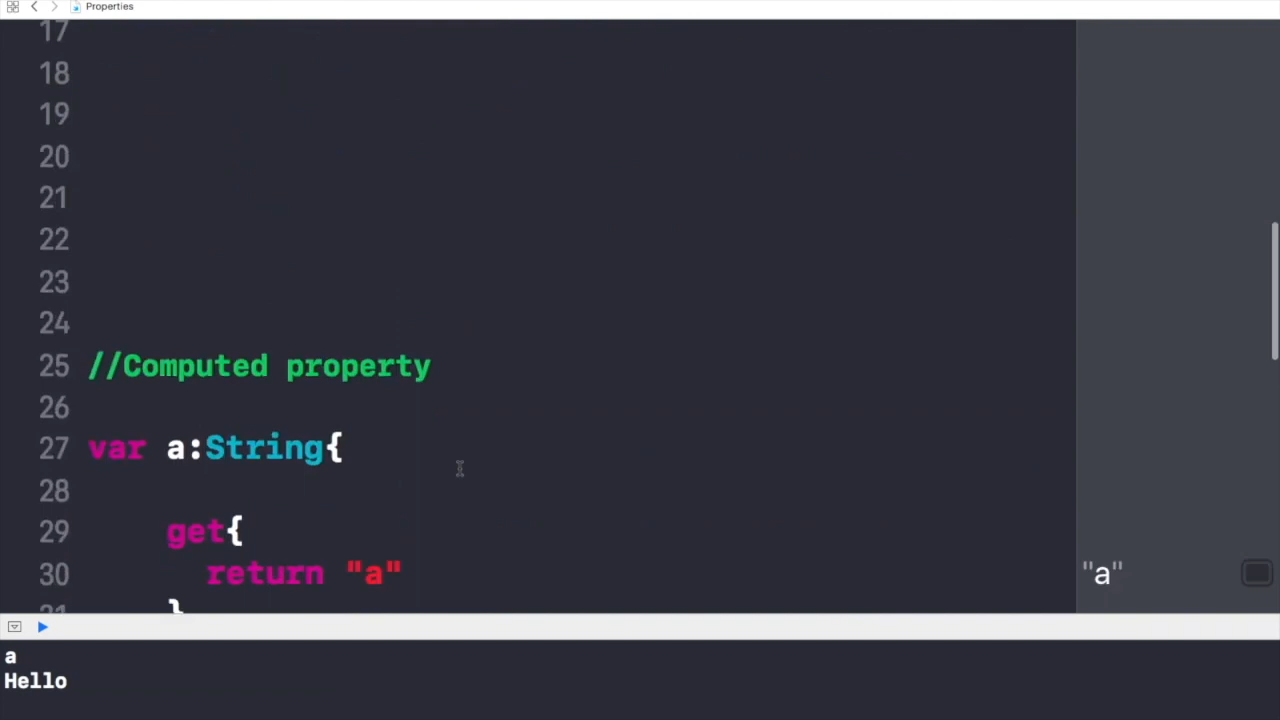 Properties
17
18
19
20
21
22
23
24
25 //Computed property
26
27 var a:String{
28
29 get{
30 return "a" "a"
31 }
a
Hello